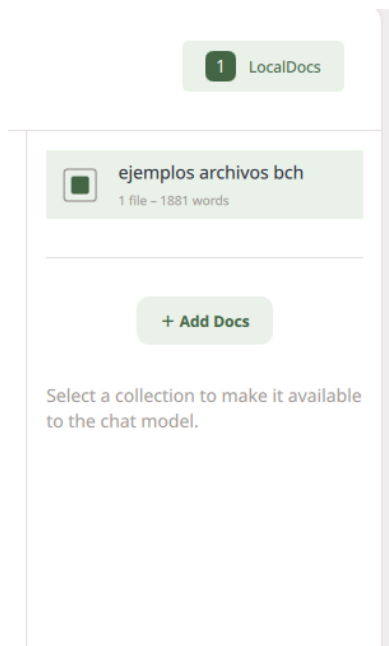 1 LocalDocs
ejemplos archivos bch
1 file – 1881 words
+ Add Docs
Select a collection to make it available
to the chat model.